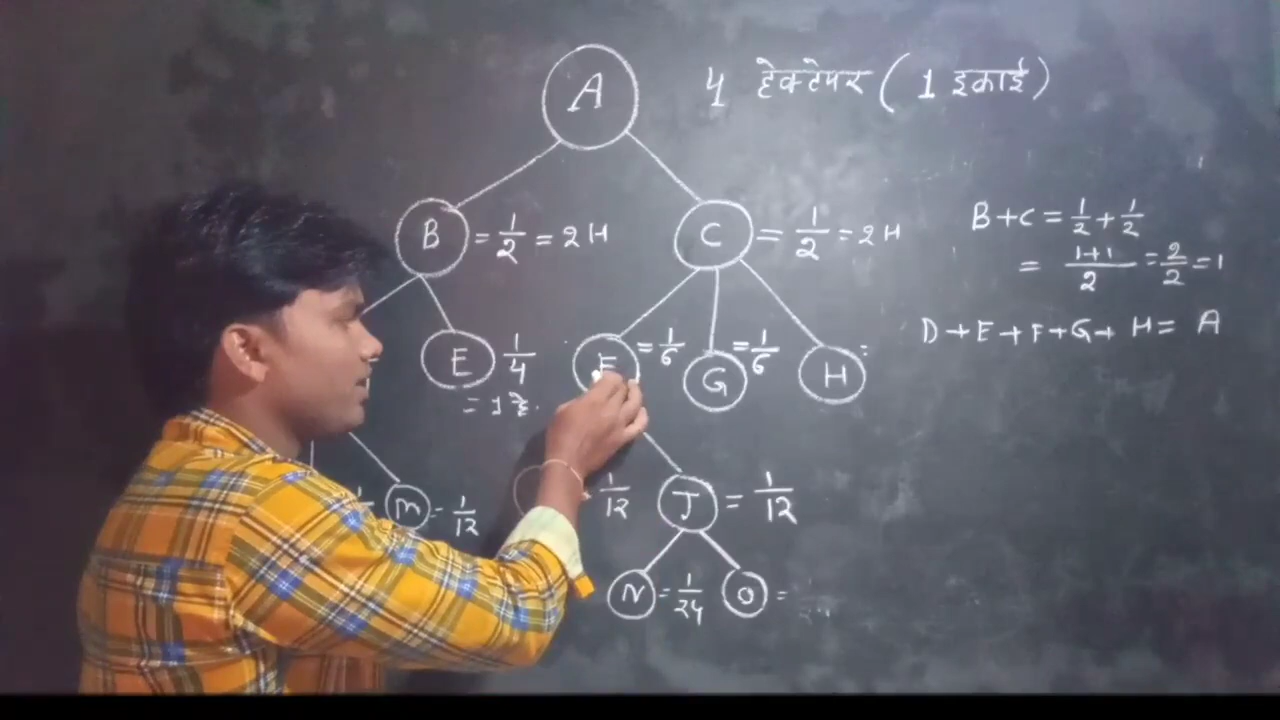 A 4 हेक्टेयर ( 1 इकाई )
B = 1/2 = 2H C = 1/2 = 2H
B+C = 1/2 + 1/2
= 1+1/2 = 2/2 = 1
D+E+F+G+H = A
E 1/4 F = 1/6 G = 1/6 H =
= 1 हे.
M = 1/12 1/12 J = 1/12
N = 1/24 O =